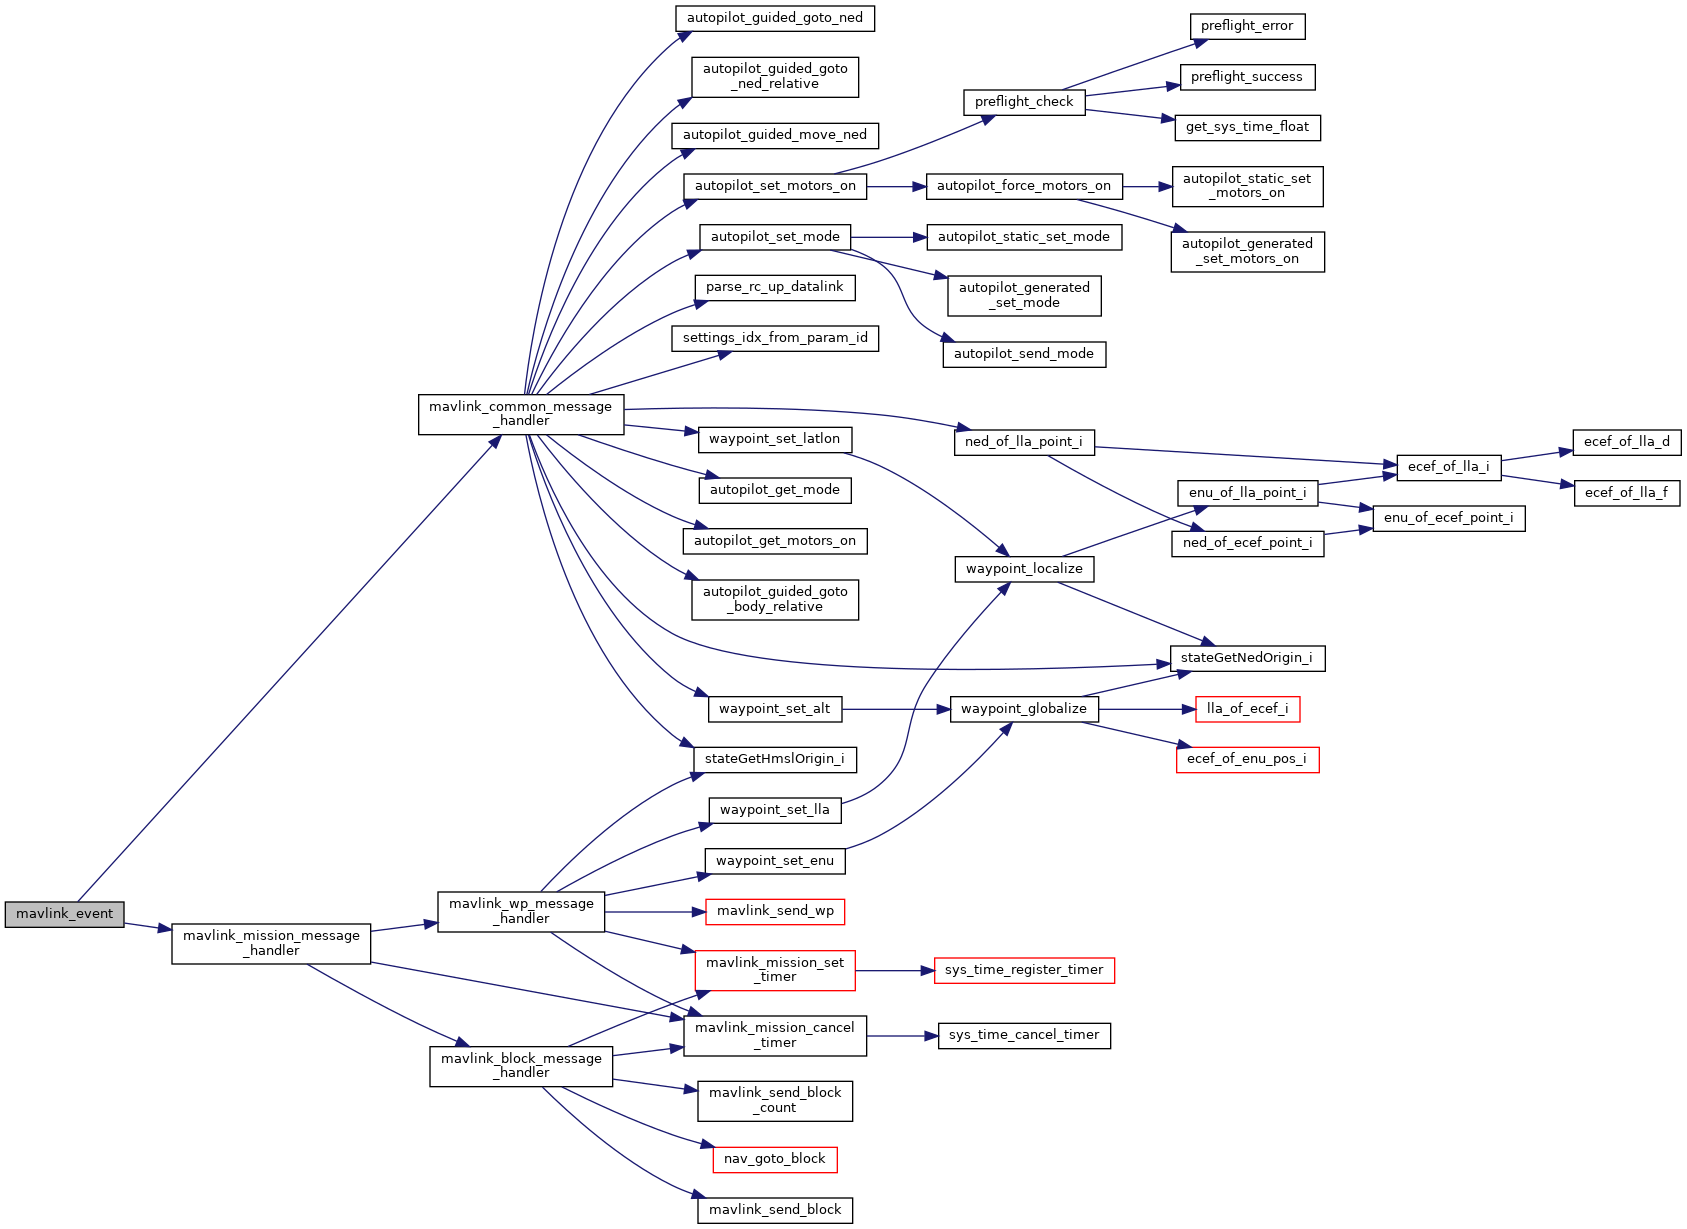 autopilot_guided_goto_ned
autopilot_guided_goto
_ned_relative
autopilot_guided_move_ned
autopilot_set_motors_on
autopilot_set_mode
parse_rc_up_datalink
settings_idx_from_param_id
mavlink_common_message
_handler
waypoint_set_latlon
autopilot_get_mode
autopilot_get_motors_on
autopilot_guided_goto
_body_relative
waypoint_set_alt
stateGetHmslOrigin_i
waypoint_set_lla
waypoint_set_enu
mavlink_send_wp
mavlink_mission_set
_timer
mavlink_mission_cancel
_timer
mavlink_send_block
_count
nav_goto_block
mavlink_send_block
mavlink_event
mavlink_mission_message
_handler
mavlink_wp_message
_handler
mavlink_block_message
_handler
preflight_check
autopilot_force_motors_on
autopilot_static_set_mode
autopilot_generated
_set_mode
autopilot_send_mode
ned_of_lla_point_i
waypoint_localize
waypoint_globalize
sys_time_register_timer
sys_time_cancel_timer
preflight_error
preflight_success
get_sys_time_float
autopilot_static_set
_motors_on
autopilot_generated
_set_motors_on
enu_of_lla_point_i
ned_of_ecef_point_i
stateGetNedOrigin_i
lla_of_ecef_i
ecef_of_enu_pos_i
ecef_of_lla_i
enu_of_ecef_point_i
ecef_of_lla_d
ecef_of_lla_f